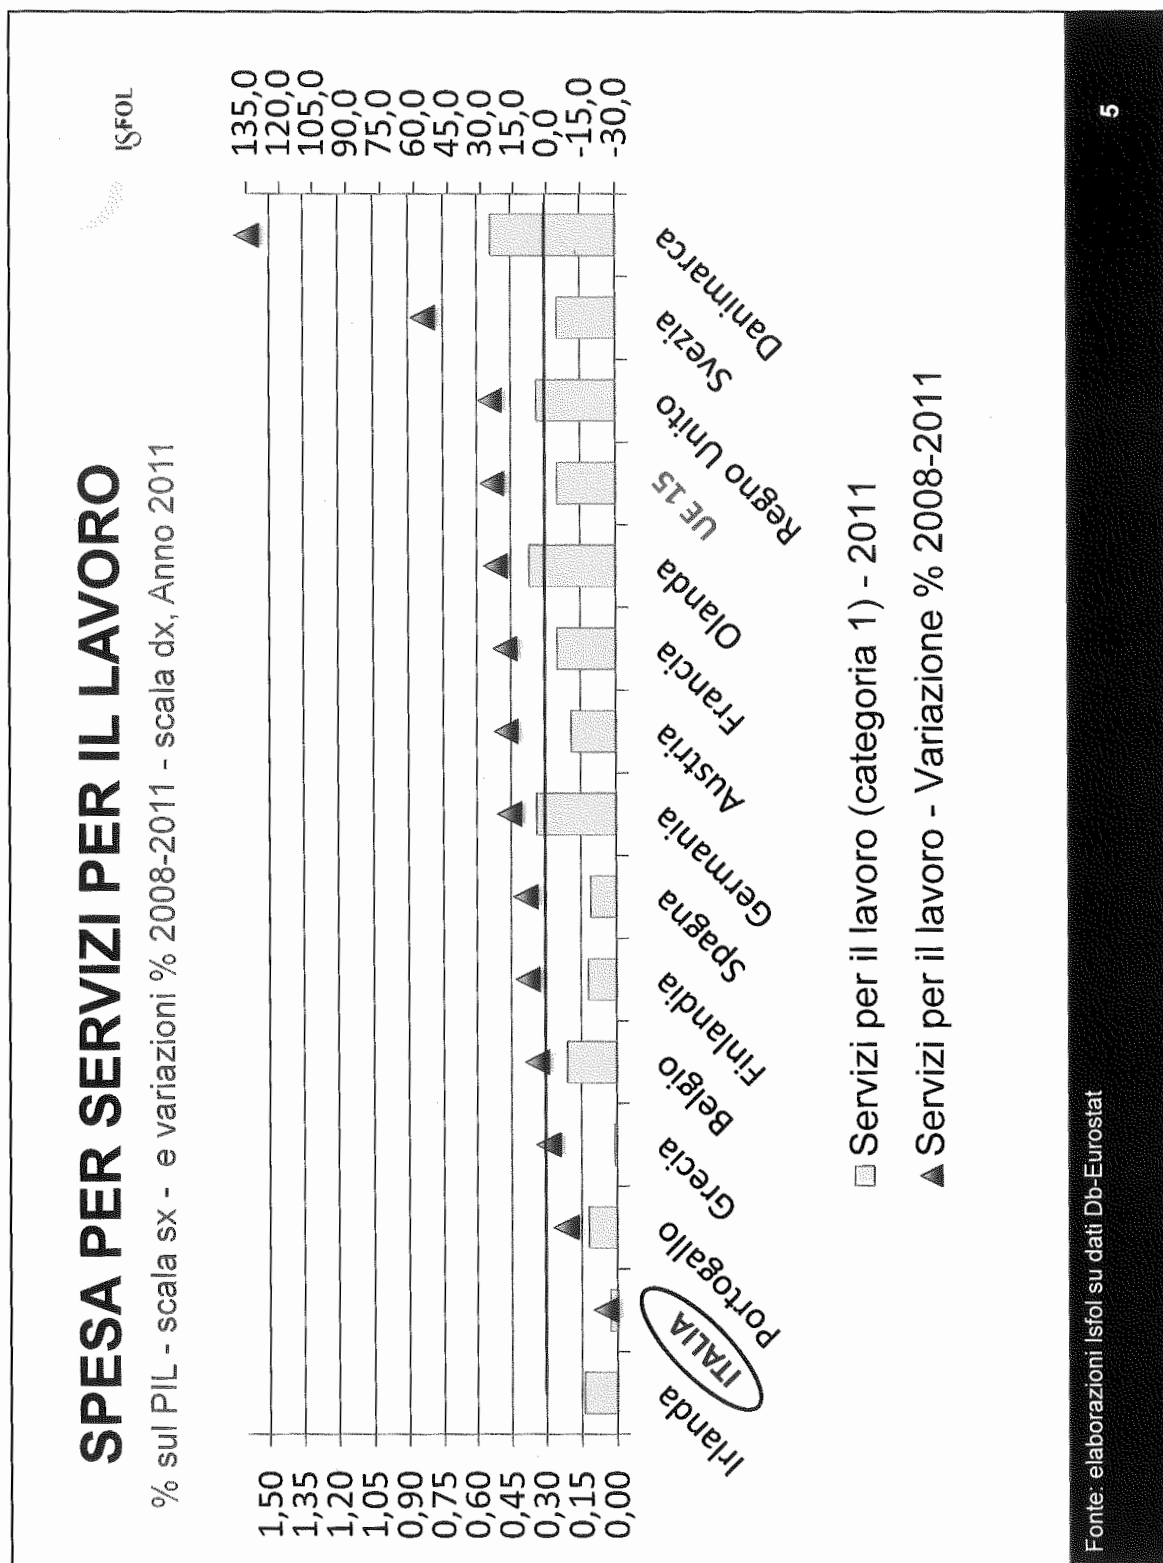 SPESA PER SERVIZI PER IL LAVORO
% sul PIL - scala sx - e variazioni % 2008-2011 - scala dx, Anno 2011
ISFOL
1,50
1,35
1,20
1,05
0,90
0,75
0,60
0,45
0,30
0,15
0,00
135,0
120,0
105,0
90,0
75,0
60,0
45,0
30,0
15,0
0,0
-15,0
-30,0
Irlanda
ITALIA
Portogallo
Grecia
Belgio
Finlandia
Spagna
Germania
Austria
Francia
Olanda
UE 15
Regno Unito
Svezia
Danimarca
Servizi per il lavoro (categoria 1) - 2011
Servizi per il lavoro - Variazione % 2008-2011
Fonte: elaborazioni Isfol su dati Db-Eurostat
5